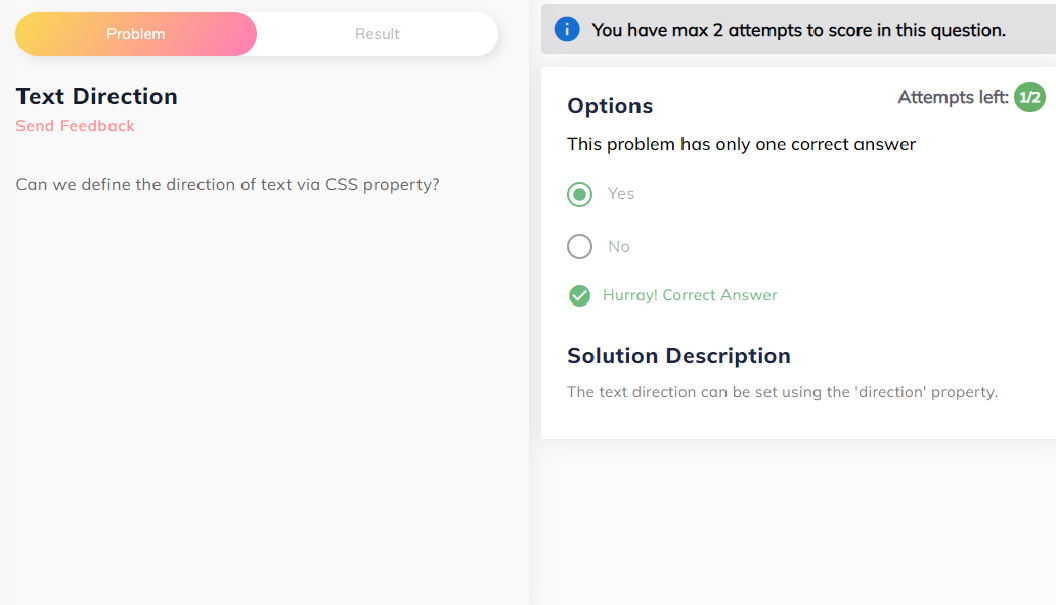 Problem
Result
Text Direction
Send Feedback
Can we define the direction of text via CSS property?
You have max 2 attempts to score in this question.
Attempts left: 1/2
Options
This problem has only one correct answer
Yes
No
Hurray! Correct Answer
Solution Description
The text direction can be set using the 'direction' property.